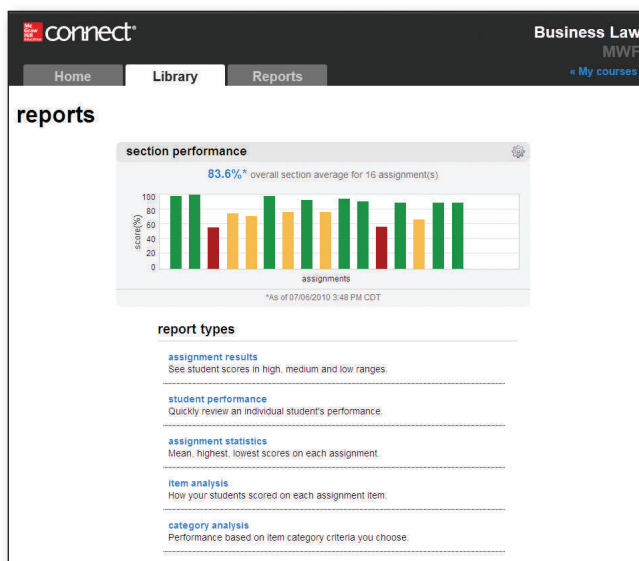 Mc
Graw
Hill
Education
connect®
Business Law
MWF
« My courses
Home
Library
Reports
reports
section performance
83.6%* overall section average for 16 assignment(s)
100
80
60
40
20
0
score(%)
assignments
*As of 07/06/2010 3:48 PM CDT
report types
assignment results
See student scores in high, medium and low ranges.
student performance
Quickly review an individual student's performance.
assignment statistics
Mean, highest, lowest scores on each assignment.
item analysis
How your students scored on each assignment item.
category analysis
Performance based on item category criteria you choose.